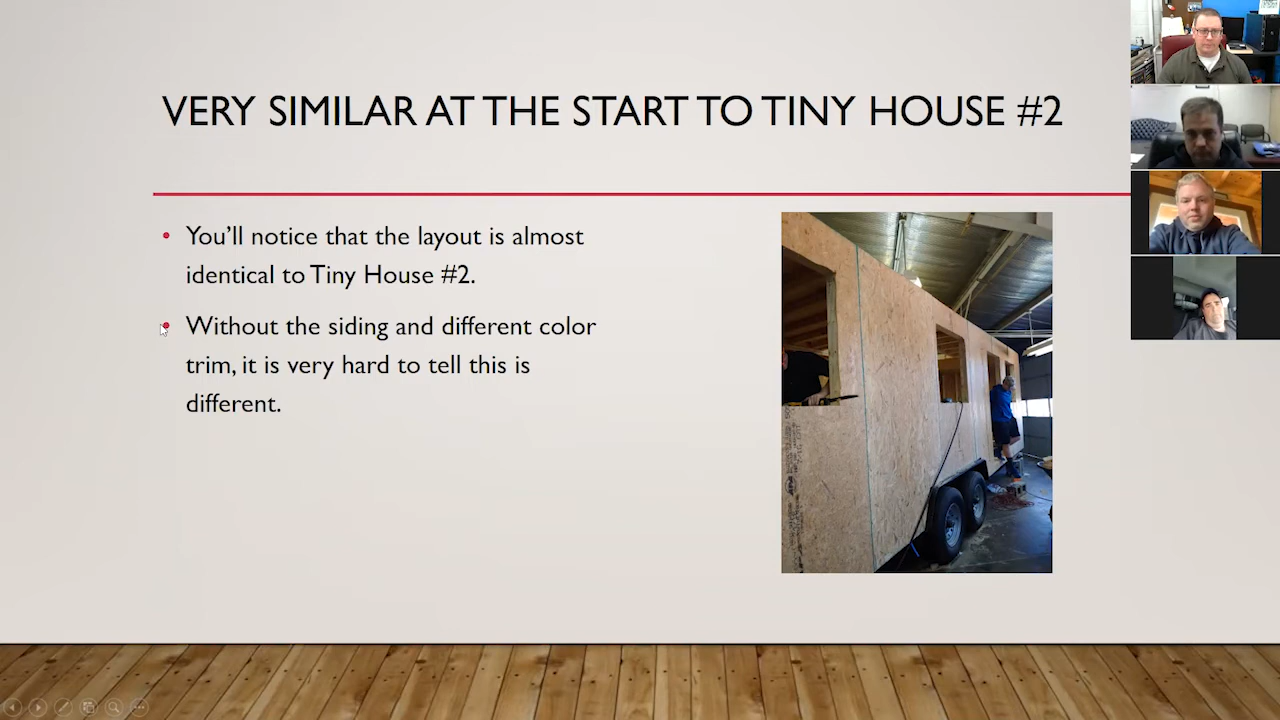 VERY SIMILAR AT THE START TO TINY HOUSE #2
You'll notice that the layout is almost
identical to Tiny House #2.
Without the siding and different color
trim, it is very hard to tell this is
different.